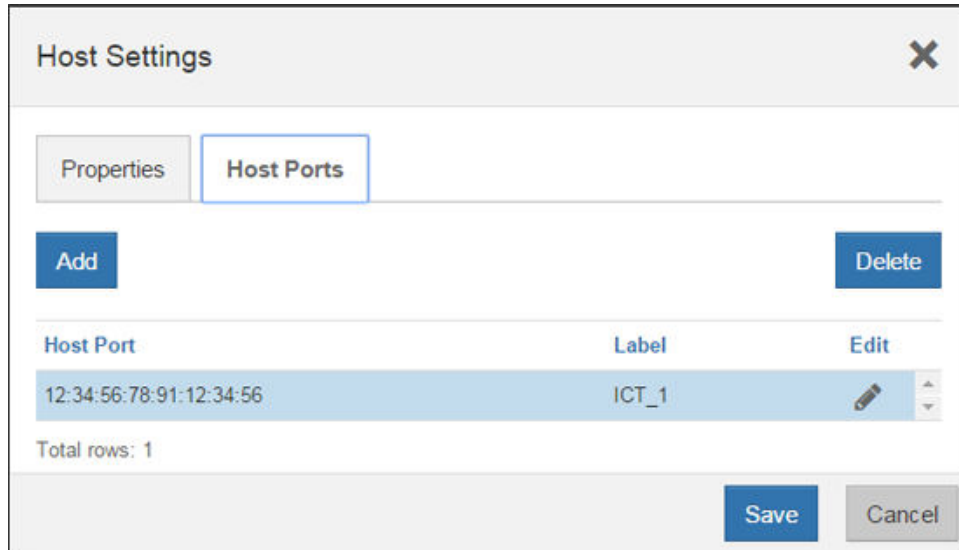 Host Settings
Properties Host Ports
Add Delete
Host Port Label Edit
12:34:56:78:91:12:34:56 ICT_1
Total rows: 1
Save Cancel